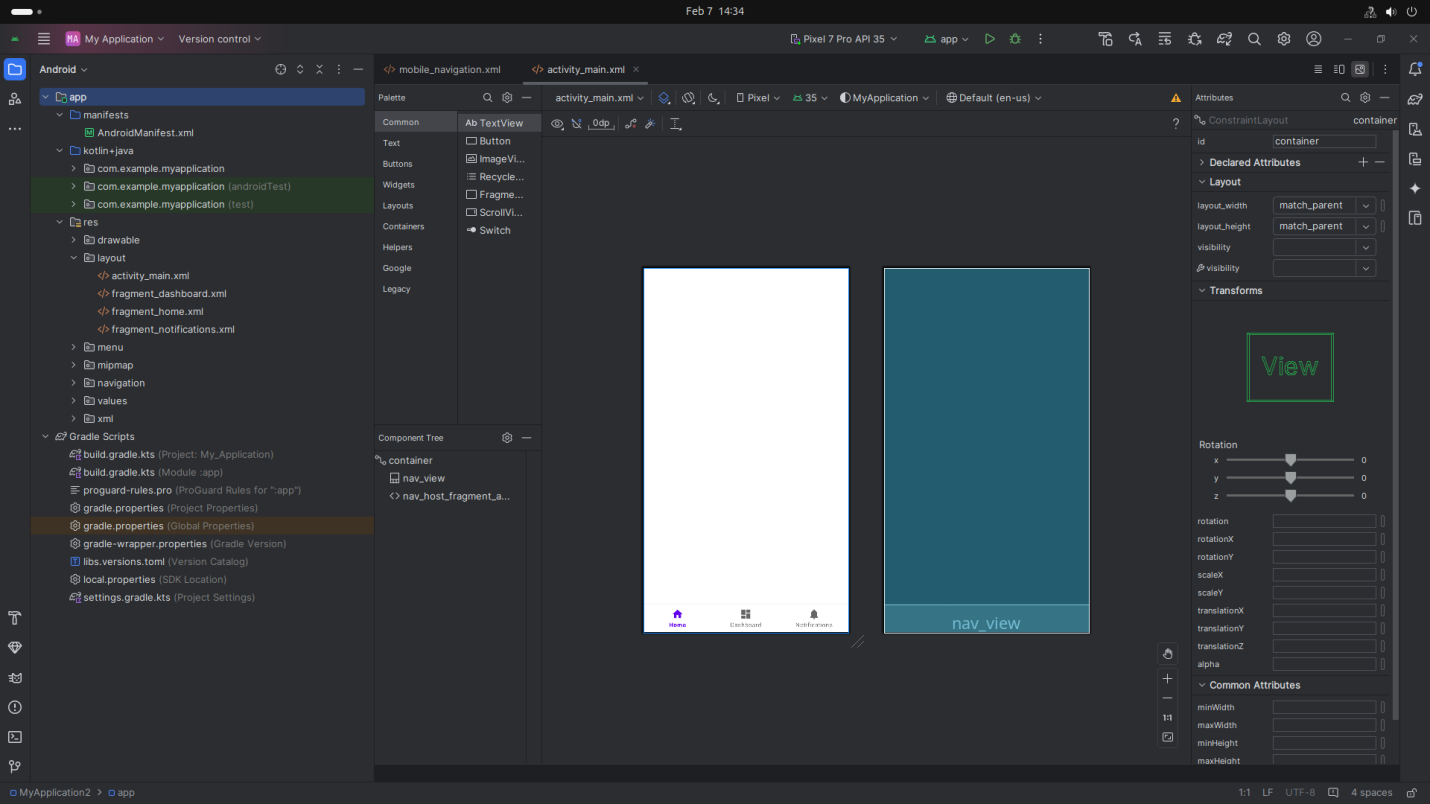 Feb 7 14:34
MA My Application Version control Pixel 7 Pro API 35 app
Android
mobile_navigation.xml activity_main.xml
app
manifests
AndroidManifest.xml
kotlin+java
com.example.myapplication
com.example.myapplication (androidTest)
com.example.myapplication (test)
res
drawable
layout
activity_main.xml
fragment_dashboard.xml
fragment_home.xml
fragment_notifications.xml
menu
mipmap
navigation
values
xml
Gradle Scripts
build.gradle.kts (Project: My_Application)
build.gradle.kts (Module :app)
proguard-rules.pro (ProGuard Rules for ":app")
gradle.properties (Project Properties)
gradle.properties (Global Properties)
gradle-wrapper.properties (Gradle Version)
libs.versions.toml (Version Catalog)
local.properties (SDK Location)
settings.gradle.kts (Project Settings)
Palette
Common
Text
Buttons
Widgets
Layouts
Containers
Helpers
Google
Legacy
Ab TextView
Button
ImageVi...
Recycle...
Fragme...
ScrollVi...
Switch
Component Tree
container
nav_view
nav_host_fragment_a...
activity_main.xml Pixel 35 MyApplication Default (en-us)
0dp ?
Home Dashboard Notifications
nav_view
1:1
Attributes
ConstraintLayout container
id container
Declared Attributes
Layout
layout_width match_parent
layout_height match_parent
visibility
visibility
Transforms
View
Rotation
x 0
y 0
z 0
rotation
rotationX
rotationY
scaleX
scaleY
translationX
translationY
translationZ
alpha
Common Attributes
minWidth
maxWidth
minHeight
maxHeight
MyApplication2 > app 1:1 LF UTF-8 4 spaces